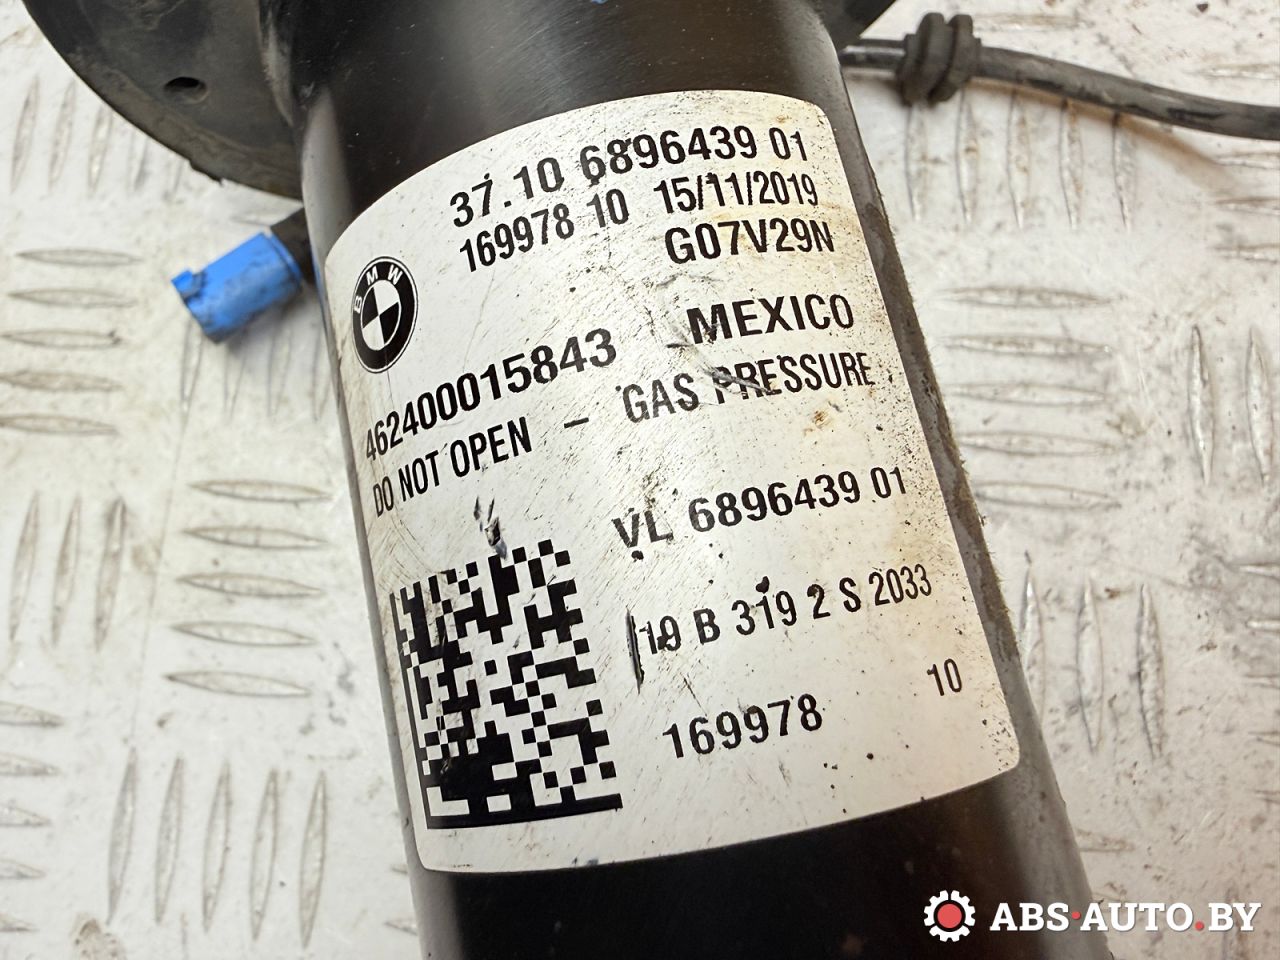 37.10 6896439 01
169978 10 15/11/2019
G07V29N
BMW
462400015843 MEXICO
DO NOT OPEN - GAS PRESSURE
VL 6896439 01
19 B 319 2 S 2033
169978 10
ABS-AUTO.BY